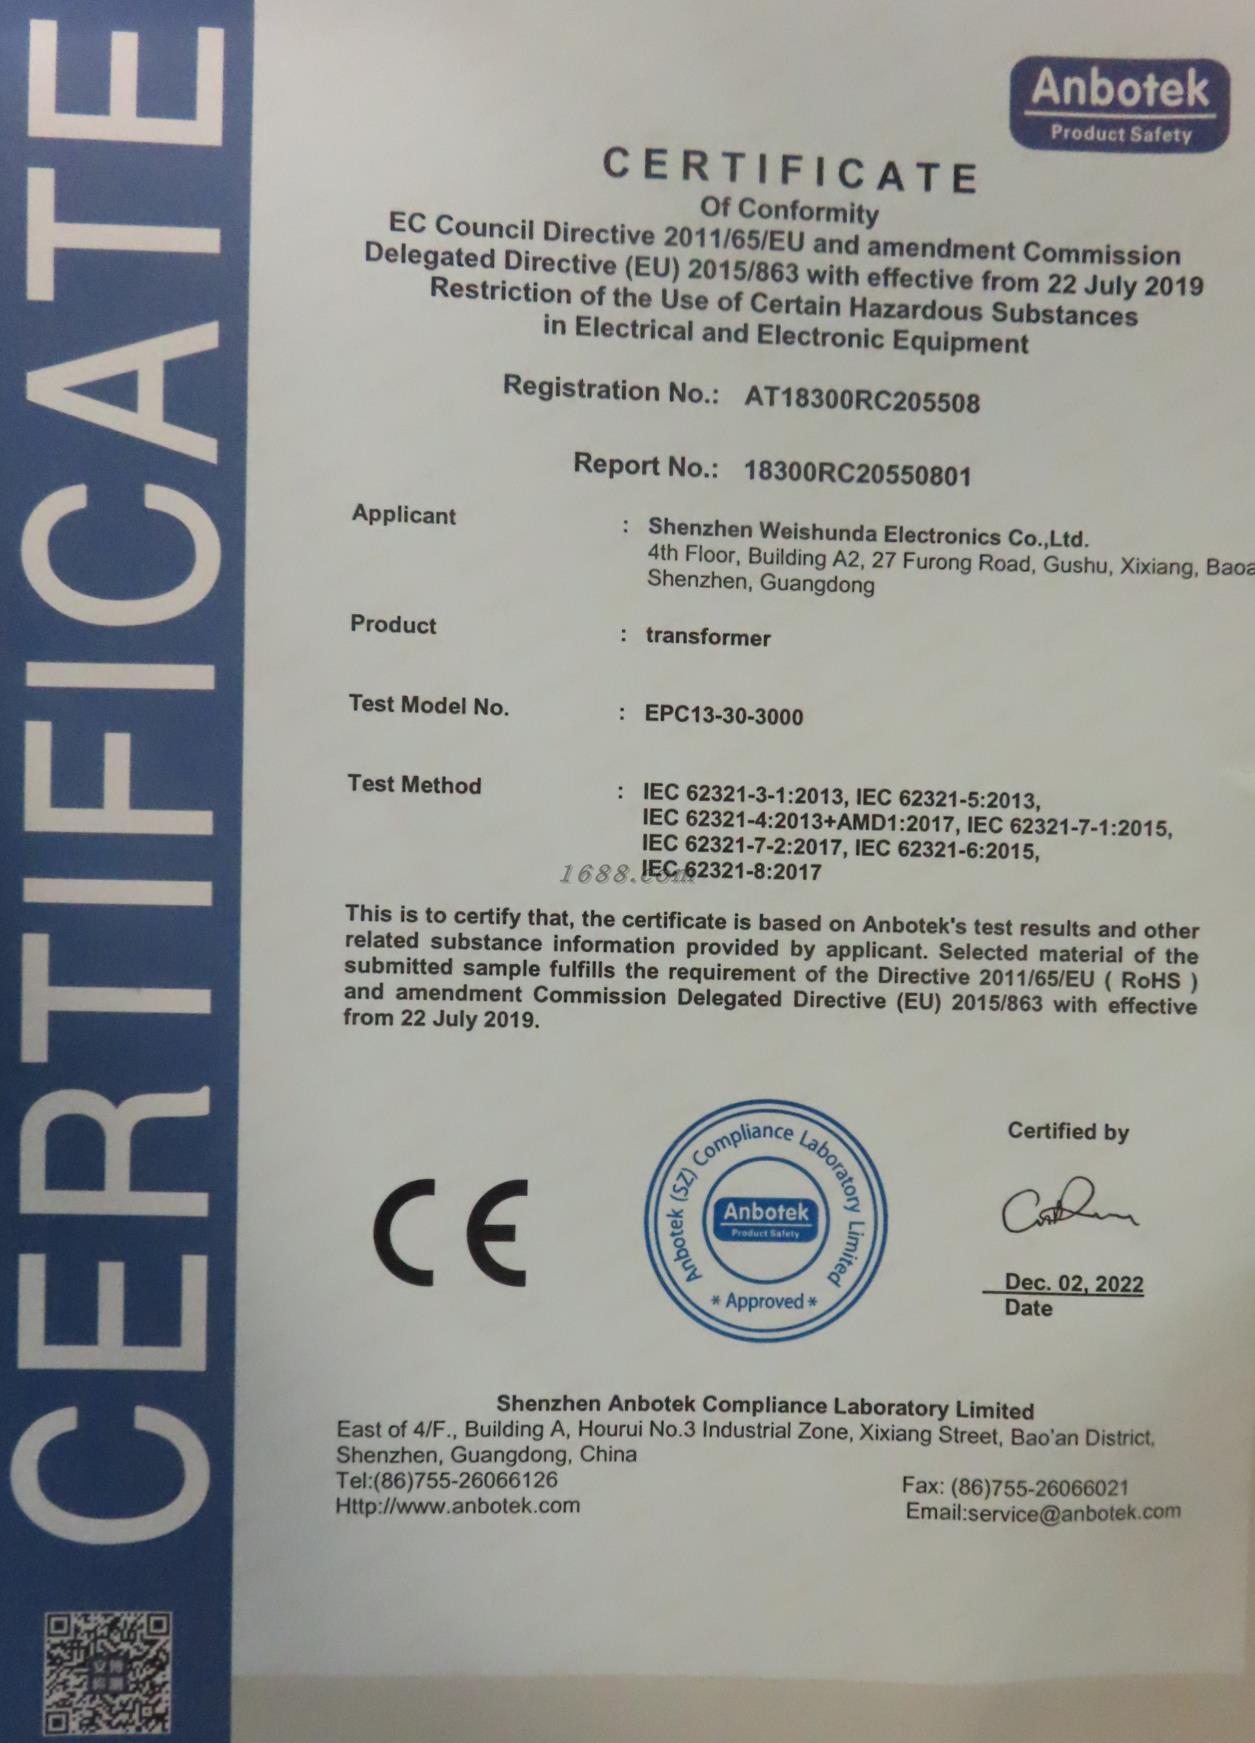 CERTIFICATE
Anbotek
Product Safety
CERTIFICATE
Of Conformity
EC Council Directive 2011/65/EU and amendment Commission
Delegated Directive (EU) 2015/863 with effective from 22 July 2019
Restriction of the Use of Certain Hazardous Substances
in Electrical and Electronic Equipment
Registration No.: AT18300RC205508
Report No.: 18300RC20550801
Applicant : Shenzhen Weishunda Electronics Co.,Ltd.
4th Floor, Building A2, 27 Furong Road, Gushu, Xixiang, Baoa
Shenzhen, Guangdong
Product : transformer
Test Model No. : EPC13-30-3000
Test Method : IEC 62321-3-1:2013, IEC 62321-5:2013,
IEC 62321-4:2013+AMD1:2017, IEC 62321-7-1:2015,
IEC 62321-7-2:2017, IEC 62321-6:2015,
IEC 62321-8:2017
1688.com
This is to certify that, the certificate is based on Anbotek's test results and other
related substance information provided by applicant. Selected material of the
submitted sample fulfills the requirement of the Directive 2011/65/EU ( RoHS )
and amendment Commission Delegated Directive (EU) 2015/863 with effective
from 22 July 2019.
CE
Anbotek (SZ) Compliance Laboratory Limited
Anbotek
Product Safety
* Approved *
Certified by
Dec. 02, 2022
Date
Shenzhen Anbotek Compliance Laboratory Limited
East of 4/F., Building A, Hourui No.3 Industrial Zone, Xixiang Street, Bao'an District,
Shenzhen, Guangdong, China
Tel:(86)755-26066126 Fax: (86)755-26066021
Http://www.anbotek.com Email:service@anbotek.com